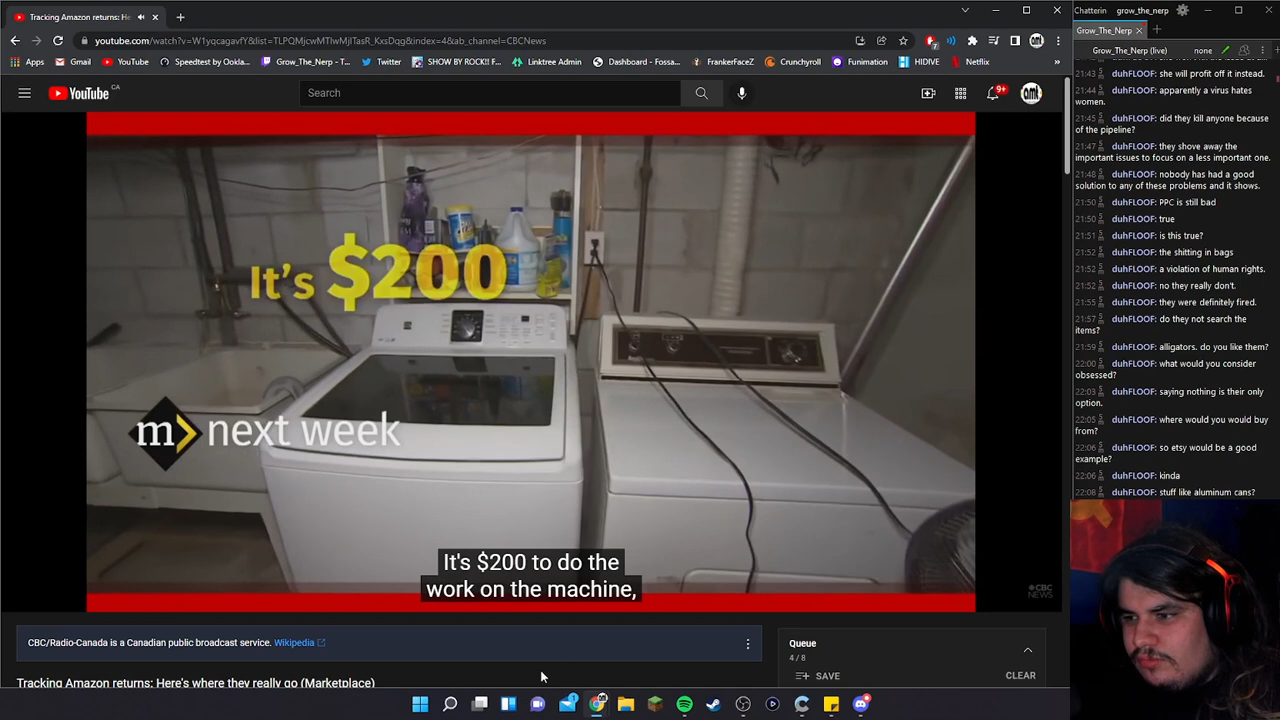 Tracking Amazon returns: He
youtube.com/watch?v=W1yqcagavfY&list=TLPQMjcwMTIwMjITasR_KxsDqg&index=4&ab_channel=CBCNews
Apps
Gmail
YouTube
Speedtest by Ookla...
Grow_The_Nerp - T...
Twitter
SHOW BY ROCK!! F...
Linktree Admin
Dashboard - Fossa...
FrankerFaceZ
Crunchyroll
Funimation
HIDIVE
Netflix
YouTube CA
Search
9+
It's $200
m> next week
It's $200 to do the
work on the machine,
CBC NEWS
CBC/Radio-Canada is a Canadian public broadcast service. Wikipedia
Queue
4 / 8
SAVE
CLEAR
Tracking Amazon returns: Here's where they really go (Marketplace)
Chatterin
grow_the_nerp
Grow_The_Nerp
Grow_The_Nerp (live)
none
21:43 duhFLOOF: she will profit off it instead.
21:44 duhFLOOF: apparently a virus hates
women.
21:45 duhFLOOF: did they kill anyone because
of the pipeline?
21:47 duhFLOOF: they shove away the
important issues to focus on a less important one.
21:48 duhFLOOF: nobody has had a good
solution to any of these problems and it shows.
21:50 duhFLOOF: PPC is still bad
21:50 duhFLOOF: true
21:51 duhFLOOF: is this true?
21:52 duhFLOOF: the shitting in bags
21:52 duhFLOOF: a violation of human rights.
21:52 duhFLOOF: no they really don't.
21:55 duhFLOOF: they were definitely fired.
21:57 duhFLOOF: do they not search the
items?
21:59 duhFLOOF: alligators. do you like them?
22:00 duhFLOOF: what would you consider
obsessed?
22:03 duhFLOOF: saying nothing is their only
option.
22:05 duhFLOOF: where would you would buy
from?
22:06 duhFLOOF: so etsy would be a good
example?
22:06 duhFLOOF: kinda
22:08 duhFLOOF: stuff like aluminum cans?